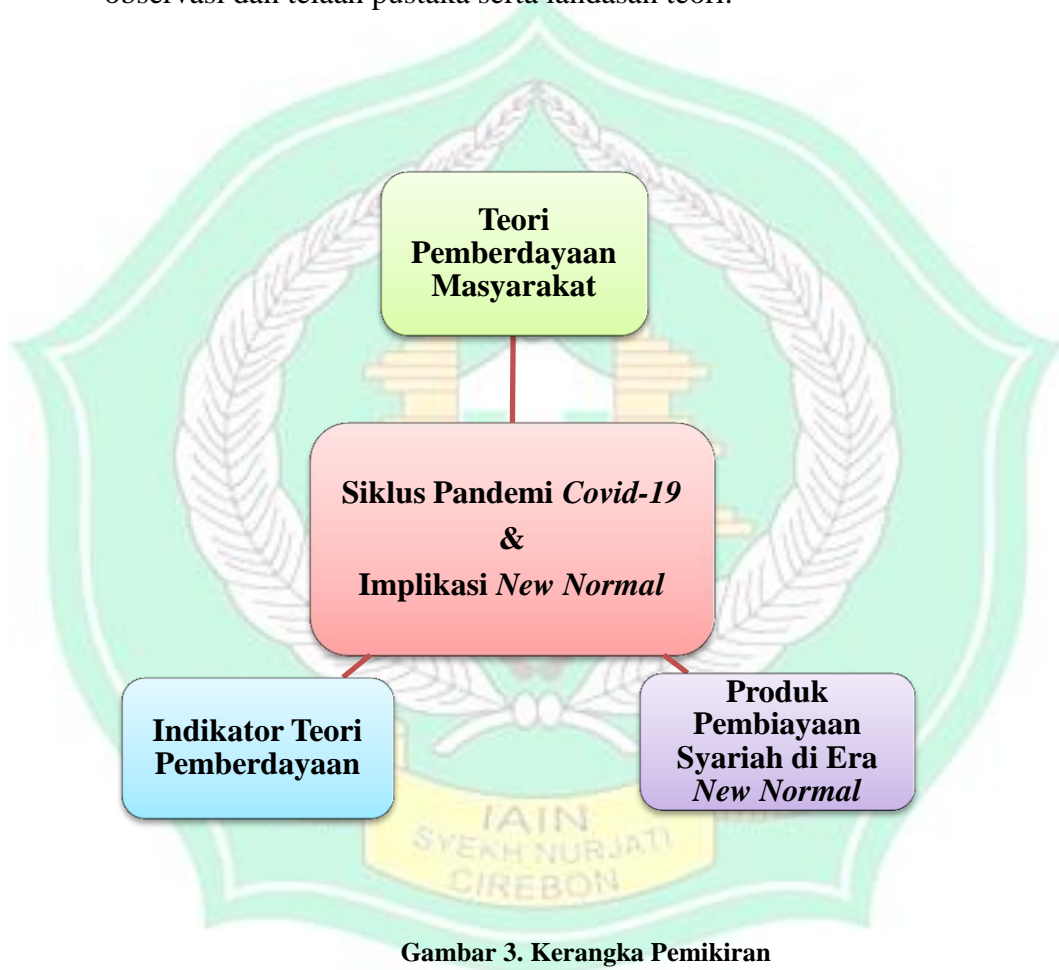 observasi dan telaah pustaka serta landasan teori.
Teori
Pemberdayaan
Masyarakat
Siklus Pandemi Covid-19
&
Implikasi New Normal
Indikator Teori
Pemberdayaan
Produk
Pembiayaan
Syariah di Era
New Normal
IAIN
SYEKH NURJATI
CIREBON
Gambar 3. Kerangka Pemikiran